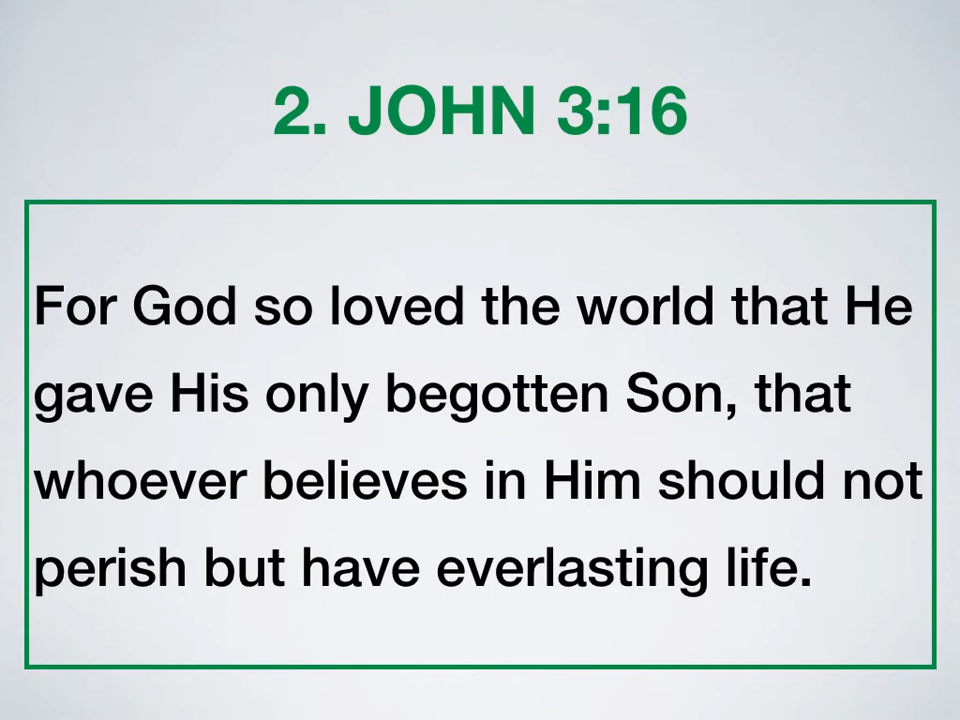 2. JOHN 3:16
For God so loved the world that He
gave His only begotten Son, that
whoever believes in Him should not
perish but have everlasting life.